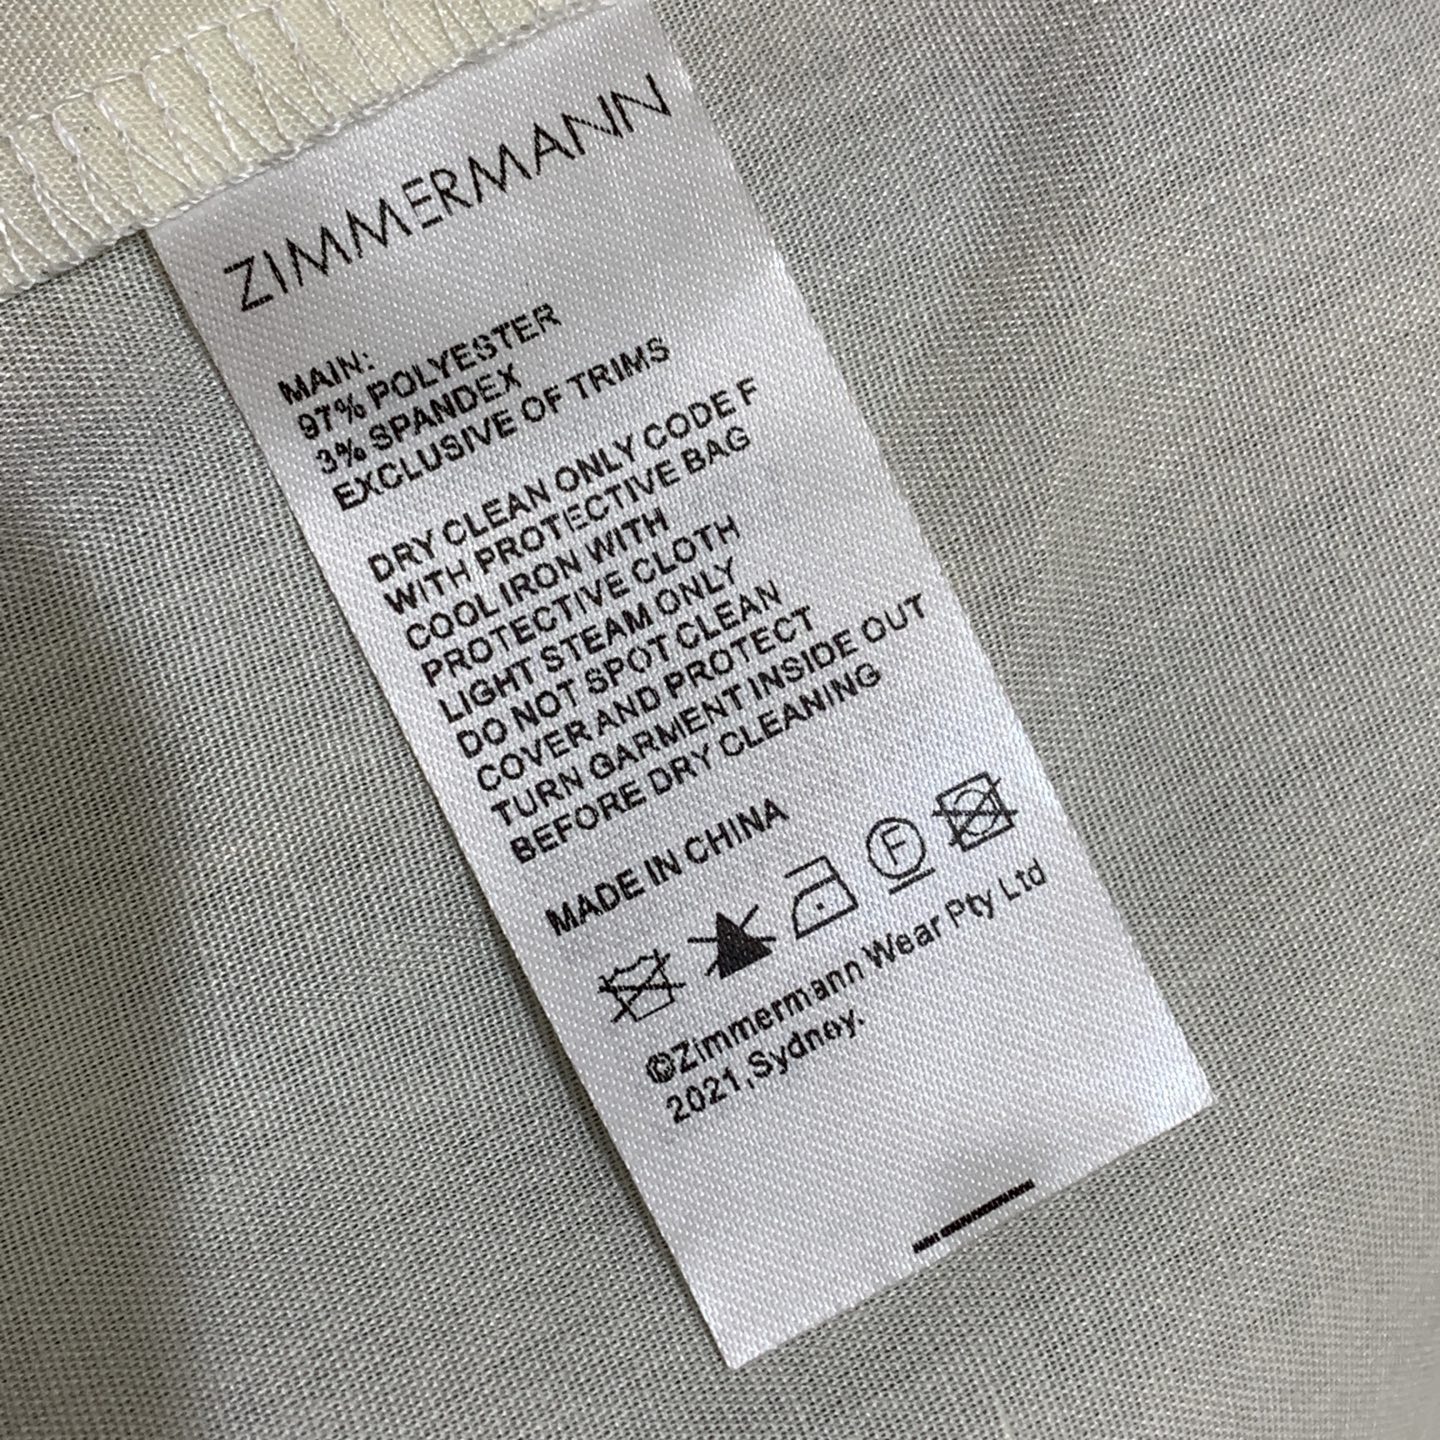 ZIMMERMANN
MAIN:
97% POLYESTER
3% SPANDEX
EXCLUSIVE OF TRIMS
DRY CLEAN ONLY CODE F
WITH PROTECTIVE BAG
COOL IRON WITH
PROTECTIVE CLOTH
LIGHT STEAM ONLY
DO NOT SPOT CLEAN
COVER AND PROTECT
TURN GARMENT INSIDE OUT
BEFORE DRY CLEANING
MADE IN CHINA
F
©Zimmermann Wear Pty Ltd
2021,Sydney.